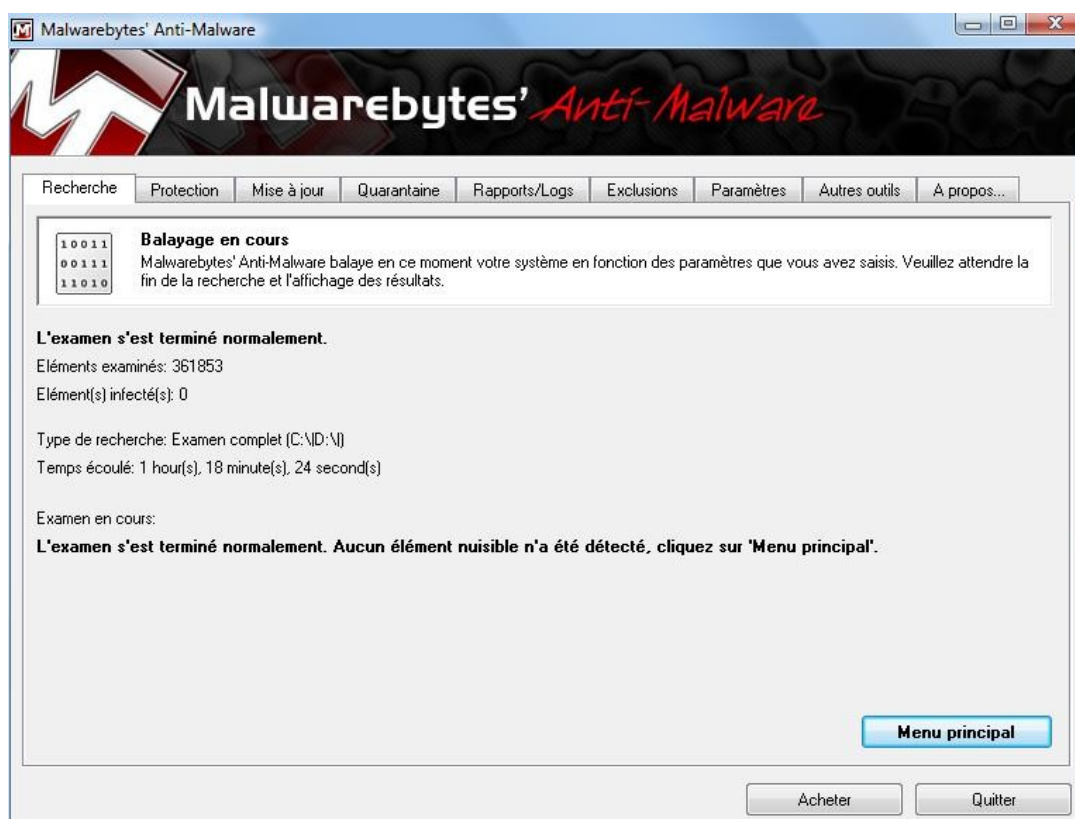 Malwarebytes' Anti-Malware
Malwarebytes' Anti-Malware
Recherche
Protection
Mise à jour
Quarantaine
Rapports/Logs
Exclusions
Paramètres
Autres outils
A propos...
10011
00111
11010
Balayage en cours
Malwarebytes' Anti-Malware balaye en ce moment votre système en fonction des paramètres que vous avez saisis. Veuillez attendre la
fin de la recherche et l'affichage des résultats.
L'examen s'est terminé normalement.
Eléments examinés: 361853
Elément(s) infecté(s): 0
Type de recherche: Examen complet (C:\|D:\|)
Temps écoulé: 1 hour(s), 18 minute(s), 24 second(s)
Examen en cours:
L'examen s'est terminé normalement. Aucun élément nuisible n'a été détecté, cliquez sur 'Menu principal'.
Menu principal
Acheter
Quitter